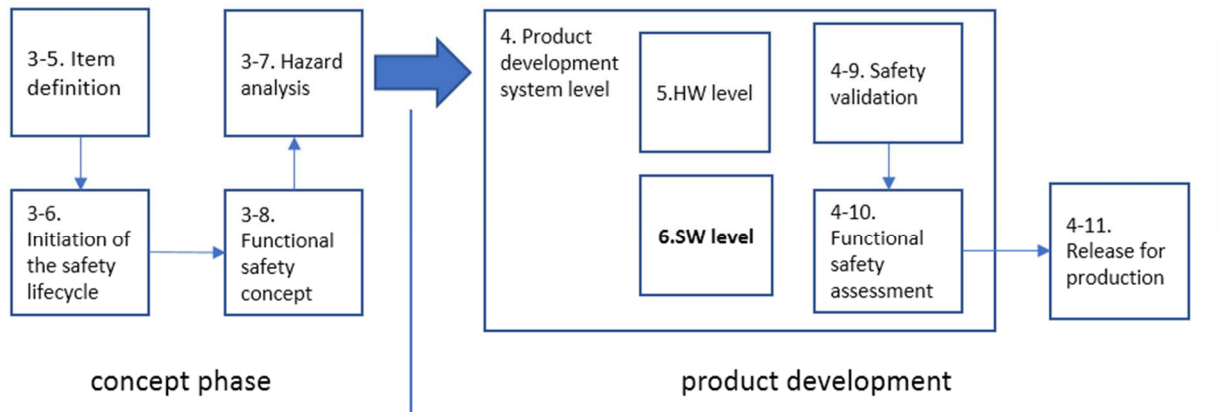 3-5. Item
definition
3-6.
Initiation of
the safety
lifecycle
3-8.
Functional
safety
concept
3-7. Hazard
analysis
concept phase
4. Product
development
system level
5.HW level
6.SW level
4-9. Safety
validation
4-10.
Functional
safety
assessment
4-11.
Release for
production
product development